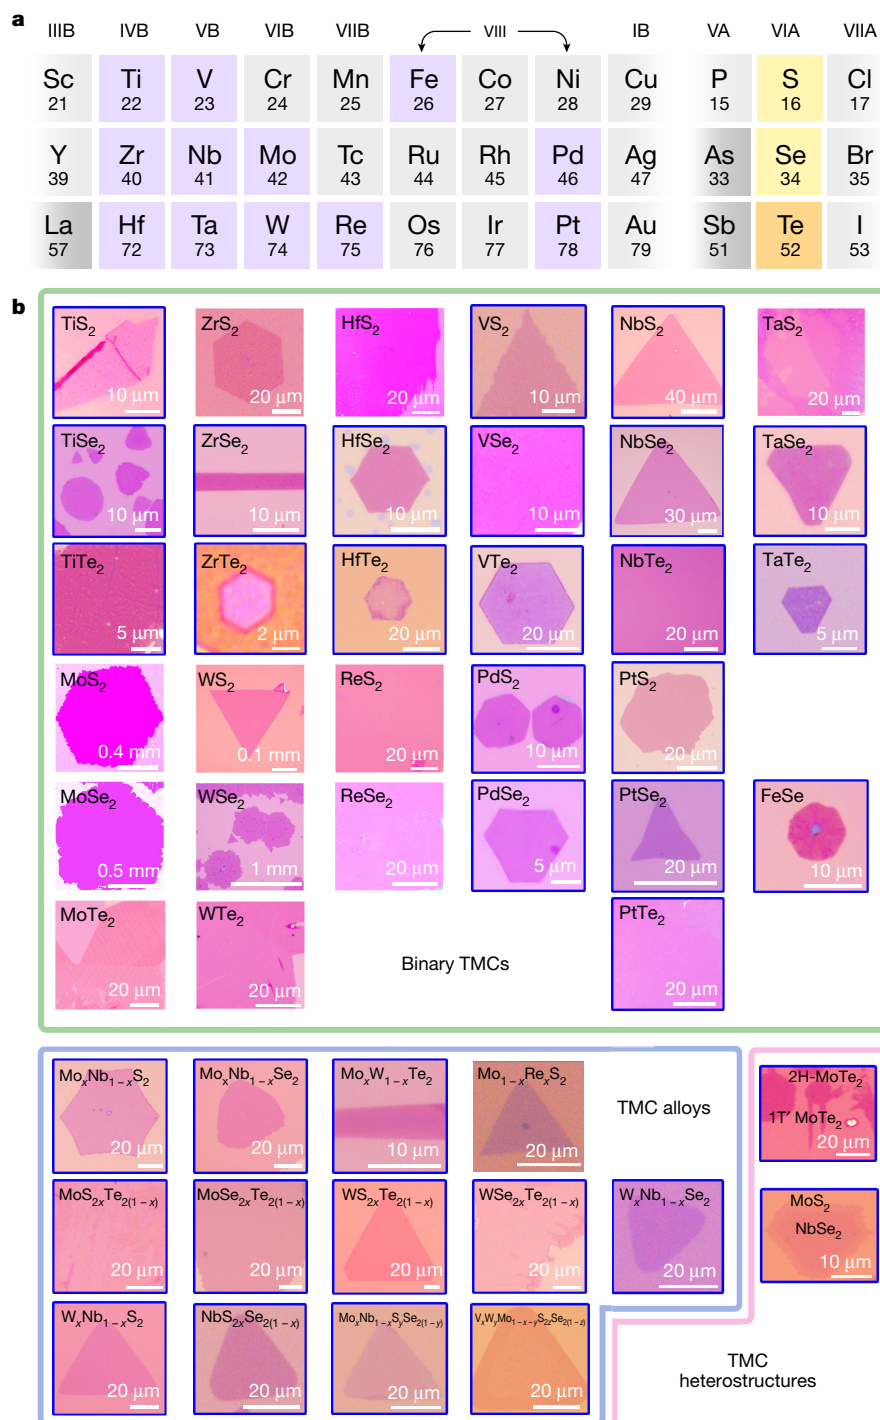 a
IIIB IVB VB VIB VIIB VIII IB VA VIA VIIA
Sc Ti V Cr Mn Fe Co Ni Cu P S Cl
21 22 23 24 25 26 27 28 29 15 16 17
Y Zr Nb Mo Tc Ru Rh Pd Ag As Se Br
39 40 41 42 43 44 45 46 47 33 34 35
La Hf Ta W Re Os Ir Pt Au Sb Te I
57 72 73 74 75 76 77 78 79 51 52 53
b
TiS2 ZrS2 HfS2 VS2 NbS2 TaS2
10 μm 20 μm 20 μm 10 μm 40 μm 20 μm
TiSe2 ZrSe2 HfSe2 VSe2 NbSe2 TaSe2
10 μm 10 μm 10 μm 10 μm 30 μm 10 μm
TiTe2 ZrTe2 HfTe2 VTe2 NbTe2 TaTe2
5 μm 2 μm 20 μm 20 μm 20 μm 5 μm
MoS2 WS2 ReS2 PdS2 PtS2
0.4 mm 0.1 mm 20 μm 10 μm 20 μm
MoSe2 WSe2 ReSe2 PdSe2 PtSe2 FeSe
0.5 mm 1 mm 20 μm 5 μm 20 μm 10 μm
MoTe2 WTe2 PtTe2
Binary TMCs
20 μm 20 μm 20 μm
MoxNb1 − xS2 MoxNb1 − xSe2 MoxW1 − xTe2 Mo1 − xRexS2 2H-MoTe2
TMC alloys
1T′ MoTe2
20 μm 20 μm 10 μm 20 μm 20 μm
MoS2xTe2(1 − x) MoSe2xTe2(1 − x) WS2xTe2(1 − x) WSe2xTe2(1 − x) WxNb1 − xSe2 MoS2
NbSe2
20 μm 20 μm 20 μm 20 μm 20 μm 10 μm
WxNb1 − xS2 NbS2xSe2(1 − x) MoxNb1 − xSySe2(1 − y) VxWyMo1 − x − yS2zSe2(1 − z)
TMC
heterostructures
20 μm 20 μm 20 μm 20 μm